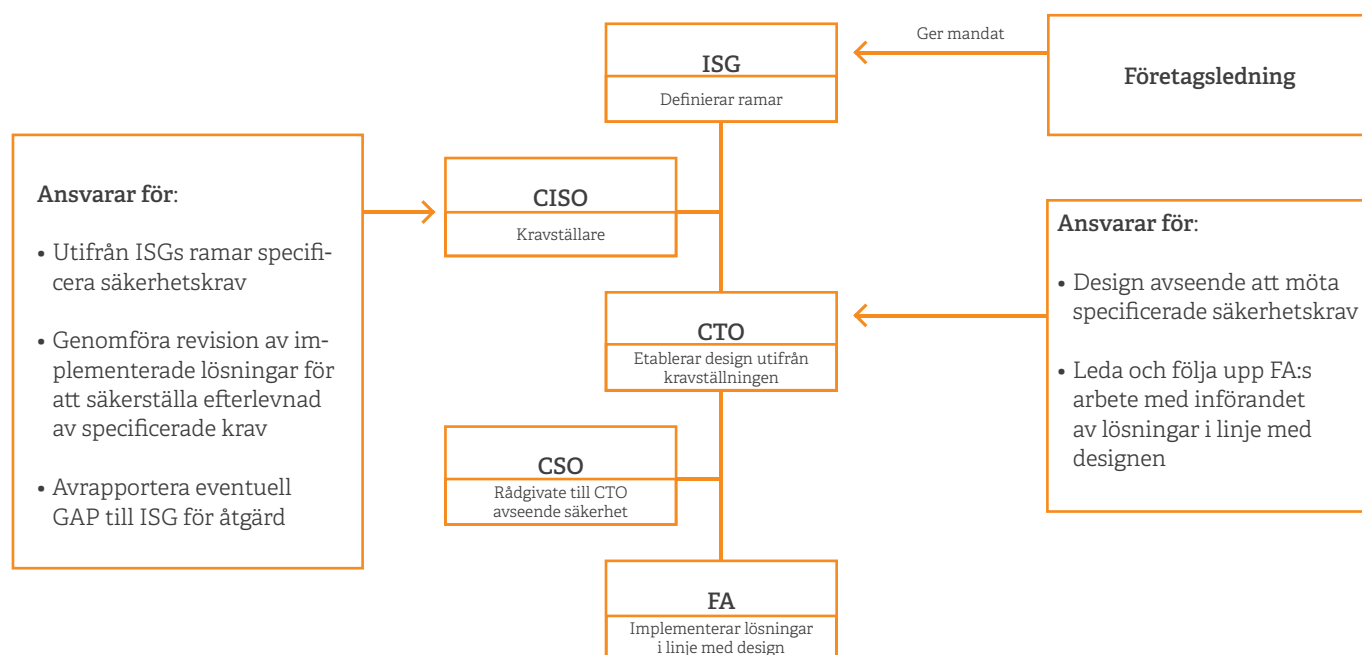 Ger mandat
ISG
Definierar ramar
Företagsledning
Ansvarar för:
• Utifrån ISGs ramar specifi-
cera säkerhetskrav
• Genomföra revision av im-
plementerade lösningar för
att säkerställa efterlevnad
av specificerade krav
• Avrapportera eventuell
GAP till ISG för åtgärd
CISO
Kravställare
CTO
Etablerar design utifrån
kravställningen
Ansvarar för:
• Design avseende att möta
specificerade säkerhetskrav
• Leda och följa upp FA:s
arbete med införandet
av lösningar i linje med
designen
CSO
Rådgivate till CTO
avseende säkerhet
FA
Implementerar lösningar
i linje med design